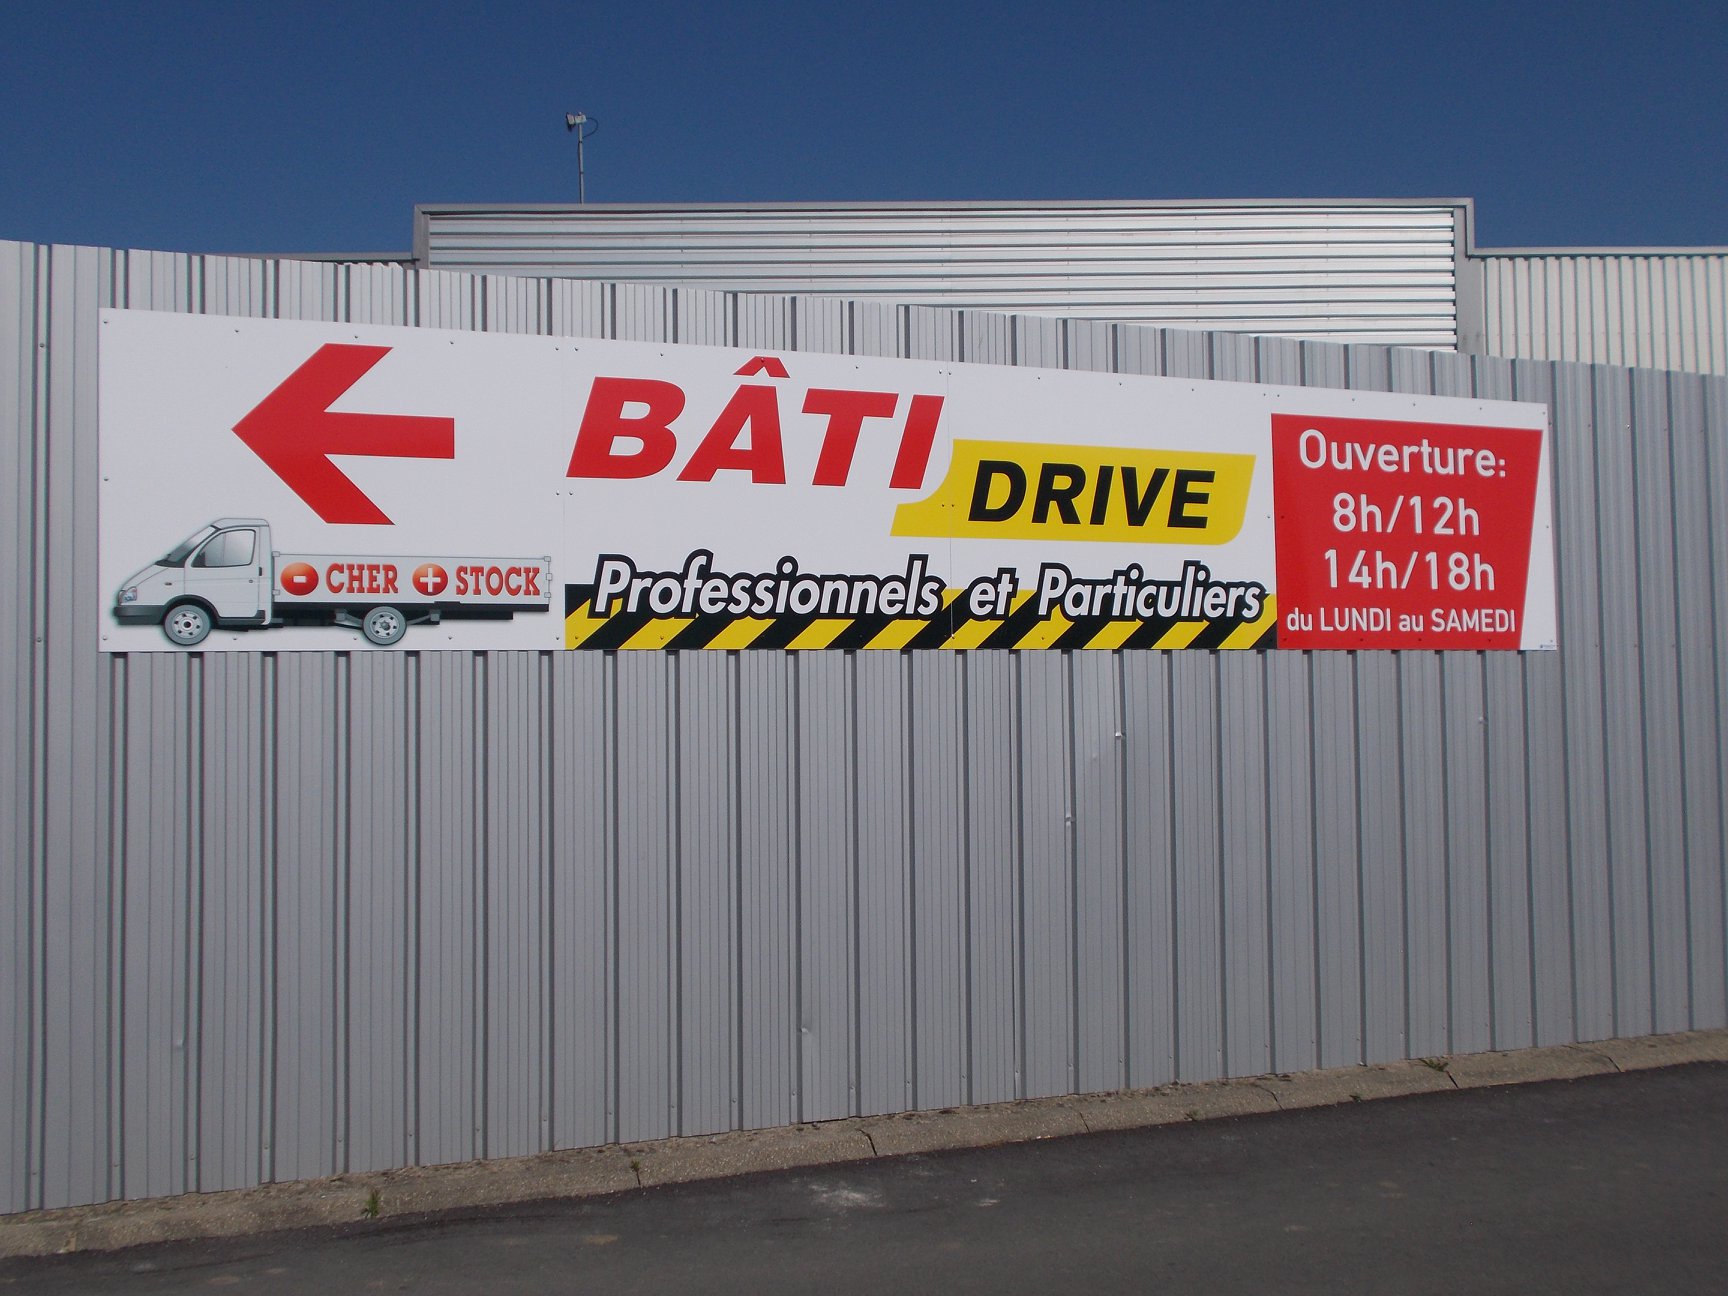 BÂTI
DRIVE
- CHER + STOCK
Professionnels et Particuliers
Ouverture:
8h/12h
14h/18h
du LUNDI au SAMEDI